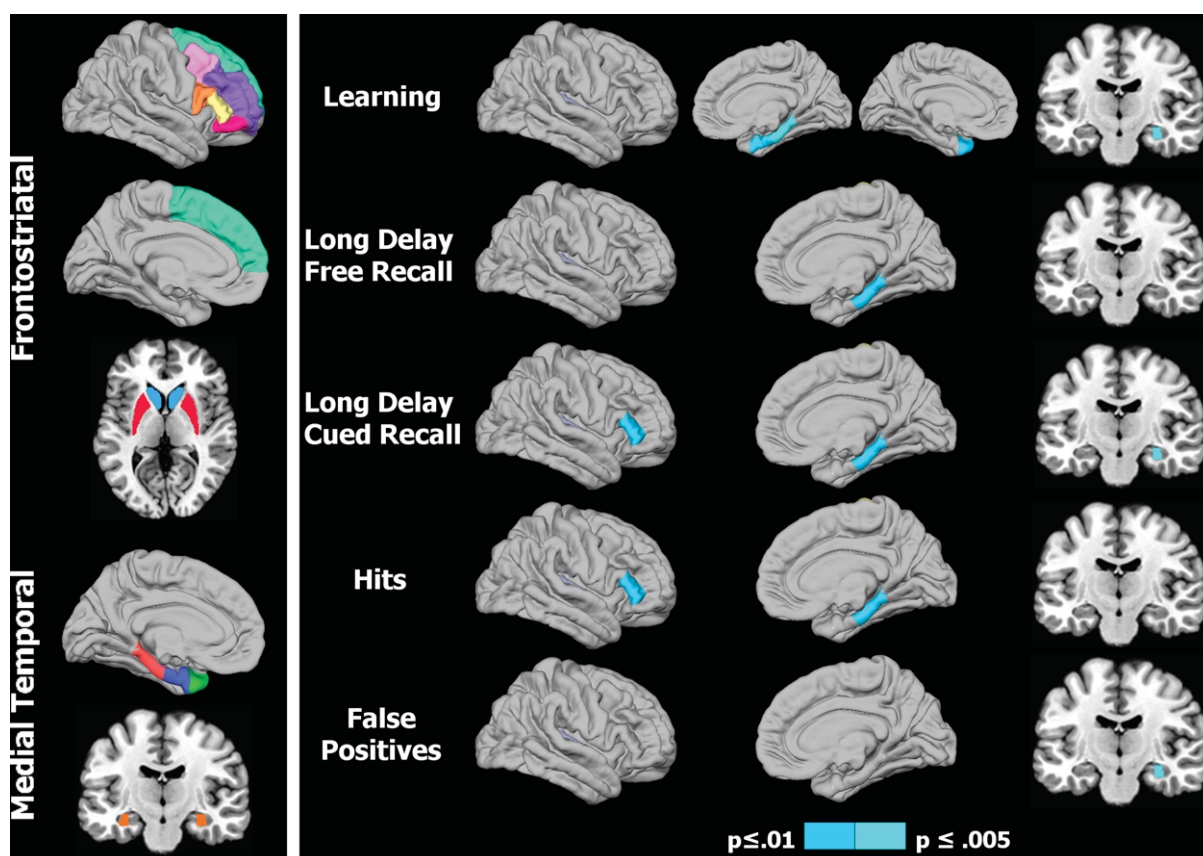 Frontostriatal
Medial Temporal
Learning
Long Delay
Free Recall
Long Delay
Cued Recall
Hits
False
Positives
p≤.01
p ≤ .005